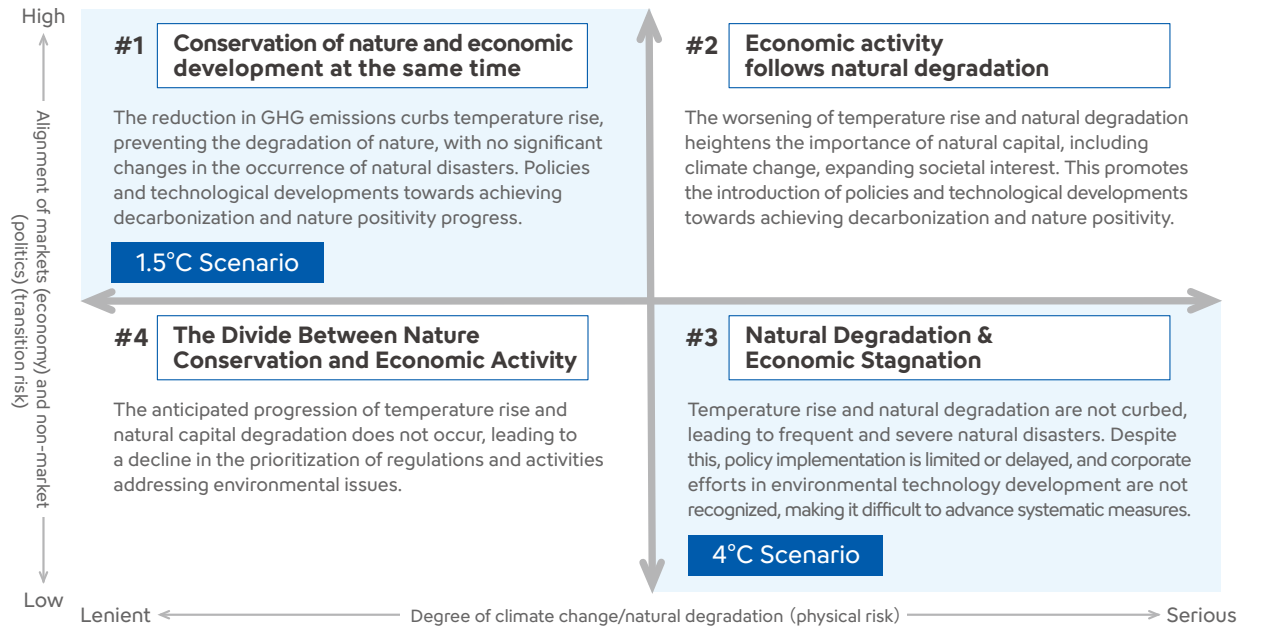 High
Alignment of markets (economy) and non-market
(politics) (transition risk)
Low
#1
Conservation of nature and economic
development at the same time
The reduction in GHG emissions curbs temperature rise,
preventing the degradation of nature, with no significant
changes in the occurrence of natural disasters. Policies
and technological developments towards achieving
decarbonization and nature positivity progress.
1.5°C Scenario
#2
Economic activity
follows natural degradation
The worsening of temperature rise and natural degradation
heightens the importance of natural capital, including
climate change, expanding societal interest. This promotes
the introduction of policies and technological developments
towards achieving decarbonization and nature positivity.
#4
The Divide Between Nature
Conservation and Economic Activity
The anticipated progression of temperature rise and
natural capital degradation does not occur, leading to
a decline in the prioritization of regulations and activities
addressing environmental issues.
#3
Natural Degradation &
Economic Stagnation
Temperature rise and natural degradation are not curbed,
leading to frequent and severe natural disasters. Despite
this, policy implementation is limited or delayed, and corporate
efforts in environmental technology development are not
recognized, making it difficult to advance systematic measures.
4°C Scenario
Lenient
Degree of climate change/natural degradation (physical risk)
Serious